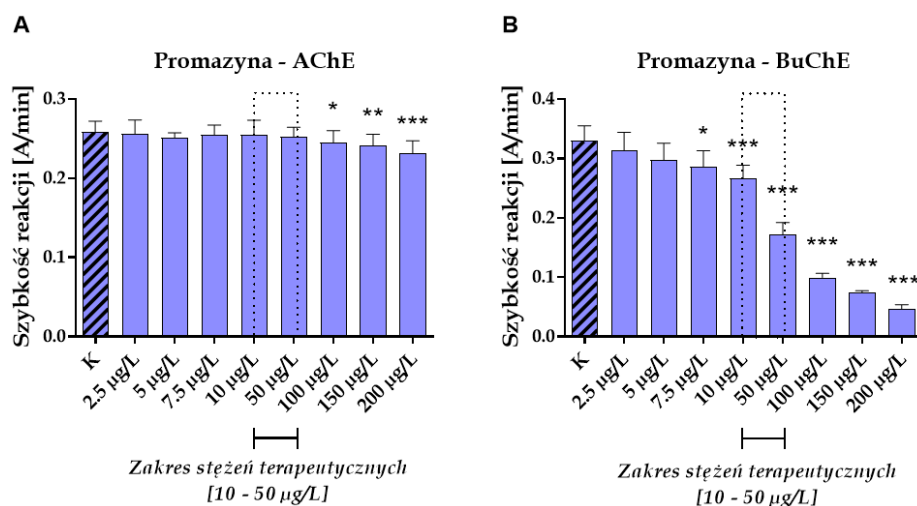 A
Promazyna - AChE
Szybkość reakcji [A/min]
0.3
0.2
0.1
0.0
*
**
***
K
2.5 µg/L
5 µg/L
7.5 µg/L
10 µg/L
50 µg/L
100 µg/L
150 µg/L
200 µg/L
Zakres stężeń terapeutycznych
[10 - 50 µg/L]
B
Promazyna - BuChE
Szybkość reakcji [A/min]
0.4
0.3
0.2
0.1
0.0
*
***
***
***
***
***
K
2.5 µg/L
5 µg/L
7.5 µg/L
10 µg/L
50 µg/L
100 µg/L
150 µg/L
200 µg/L
Zakres stężeń terapeutycznych
[10 - 50 µg/L]